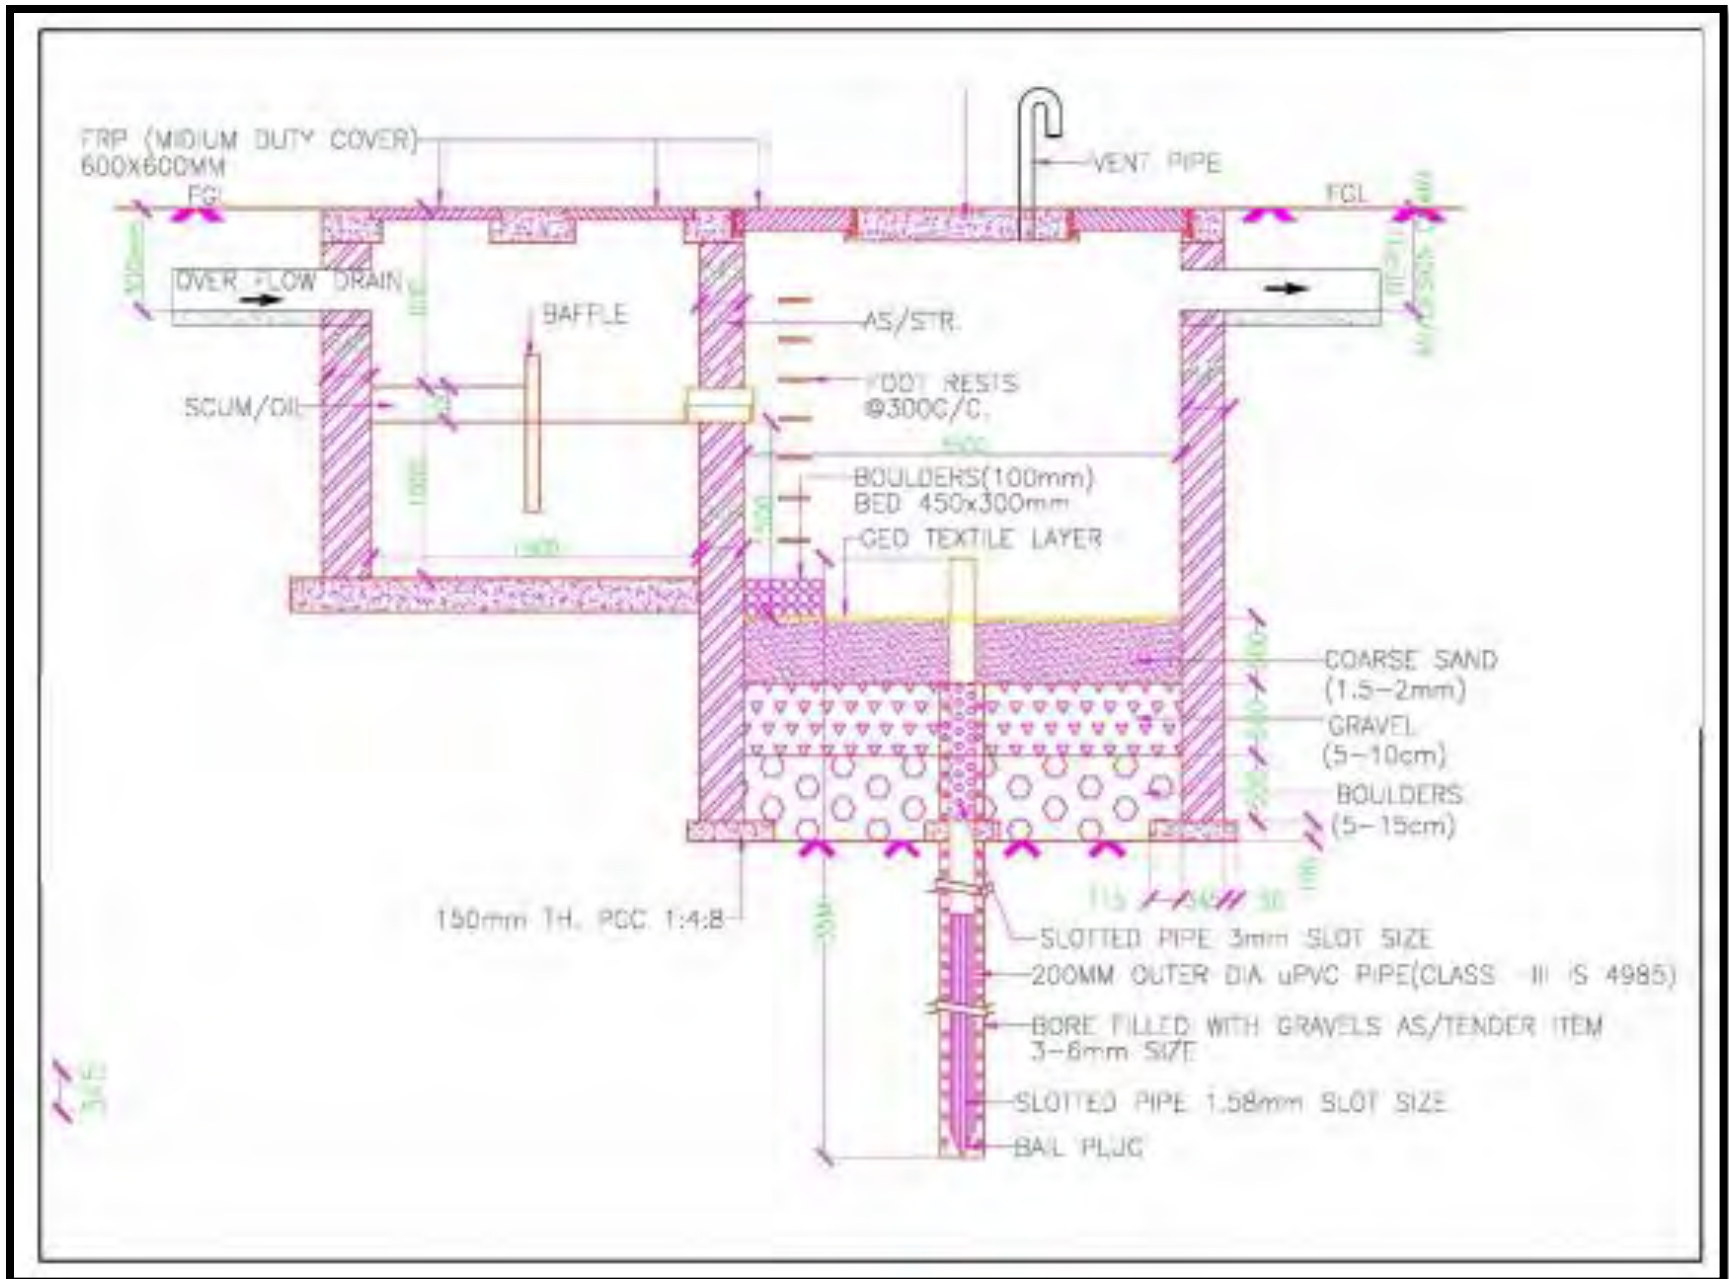 FRP (MIDIUM DUTY COVER)
600X600MM
FGL
VENT PIPE
FGL
OVER FLOW DRAIN
BAFFLE
AS/STR.
SCUM/OIL
FOOT RESTS
@300C/C.
BOULDERS(100mm)
BED 450x300mm
GEO TEXTILE LAYER
1000
COARSE SAND
(1.5-2mm)
GRAVEL
(5-10cm)
BOULDERS
(5-15cm)
115
345
50
150mm TH. PCC 1:4:8
SLOTTED PIPE 3mm SLOT SIZE
200MM OUTER DIA uPVC PIPE(CLASS - III IS 4985)
BORE FILLED WITH GRAVELS AS/TENDER ITEM
3-6mm SIZE
345
SLOTTED PIPE 1.58mm SLOT SIZE
BAIL PLUG